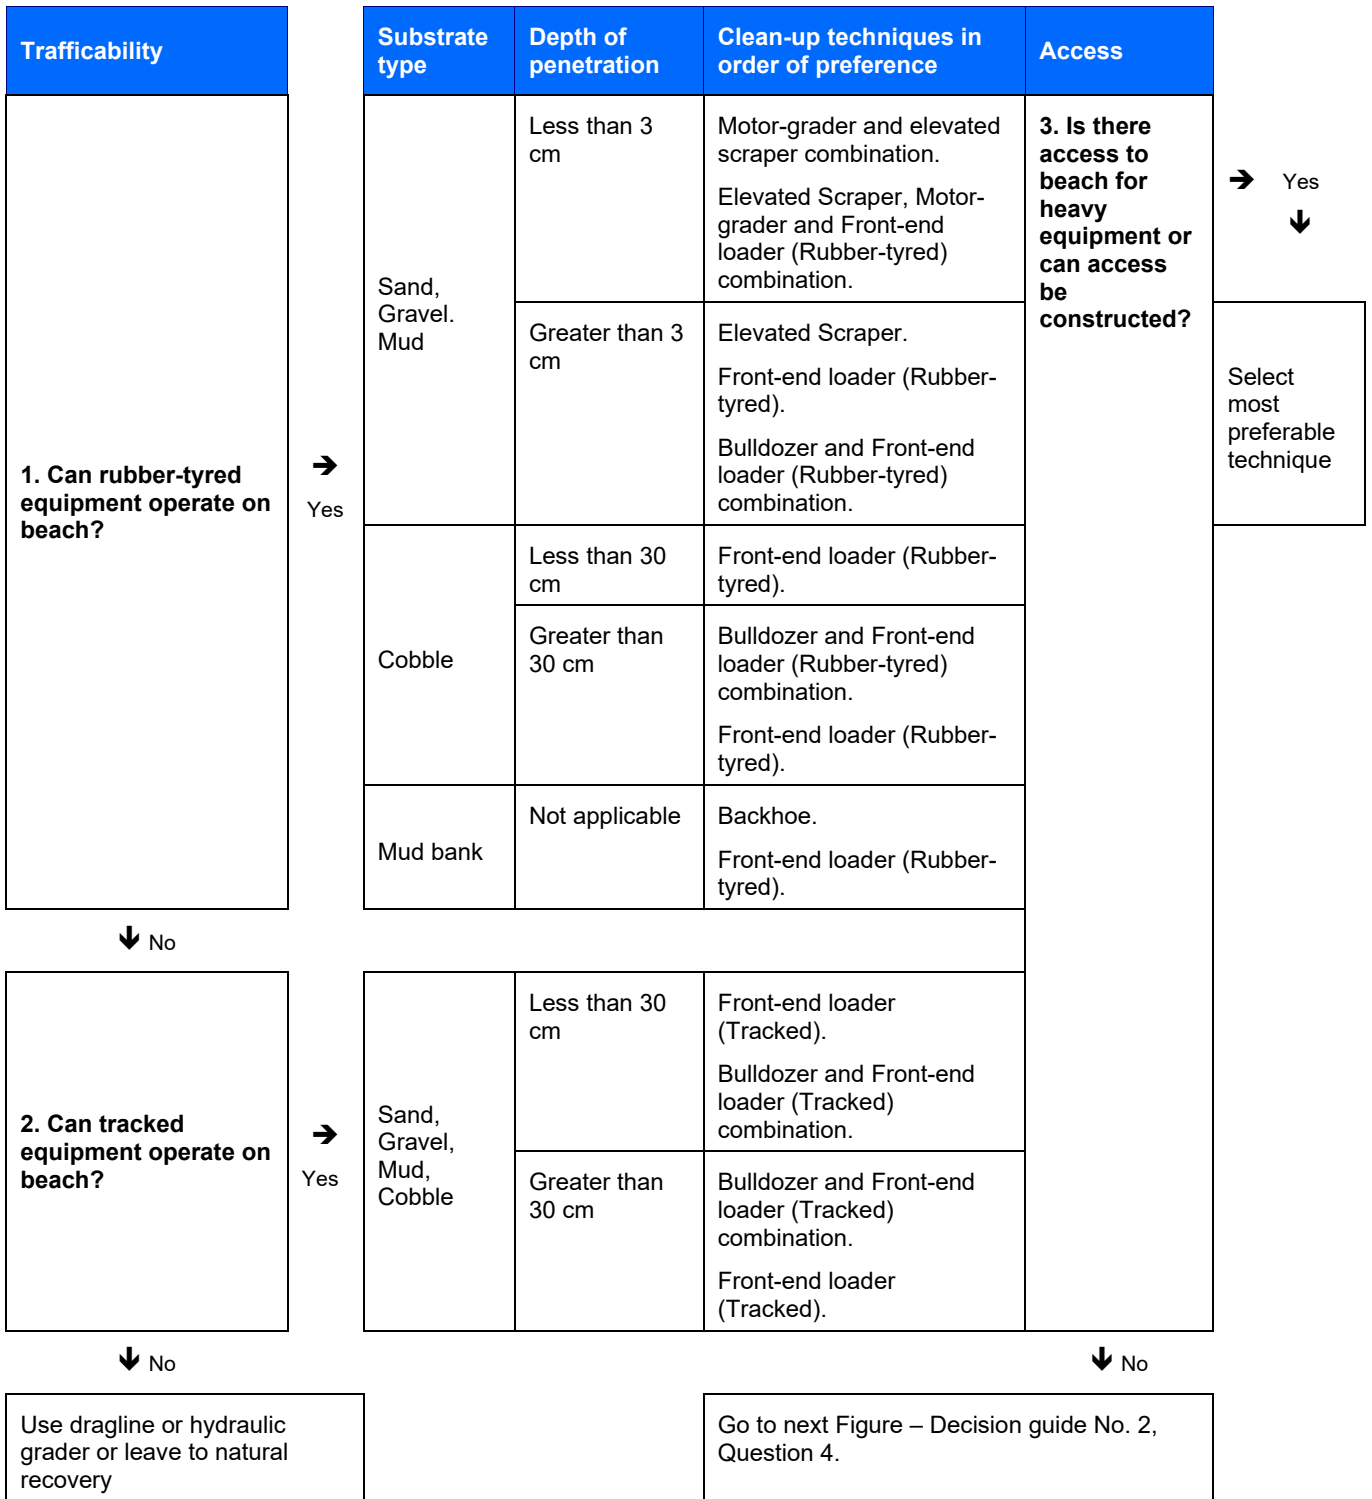 Trafficability
Substrate
type
Depth of
penetration
Clean-up techniques in
order of preference
Access
1. Can rubber-tyred
equipment operate on
beach?
➔
Yes
Sand,
Gravel.
Mud
Less than 3
cm
Motor-grader and elevated
scraper combination.
Elevated Scraper, Motor-
grader and Front-end
loader (Rubber-tyred)
combination.
Greater than 3
cm
Elevated Scraper.
Front-end loader (Rubber-
tyred).
Bulldozer and Front-end
loader (Rubber-tyred)
combination.
Cobble
Less than 30
cm
Front-end loader (Rubber-
tyred).
Greater than
30 cm
Bulldozer and Front-end
loader (Rubber-tyred)
combination.
Front-end loader (Rubber-
tyred).
Mud bank
Not applicable
Backhoe.
Front-end loader (Rubber-
tyred).
3. Is there
access to
beach for
heavy
equipment or
can access
be
constructed?
➔ Yes
🡻
Select
most
preferable
technique
🡻 No
2. Can tracked
equipment operate on
beach?
➔
Yes
Sand,
Gravel,
Mud,
Cobble
Less than 30
cm
Front-end loader
(Tracked).
Bulldozer and Front-end
loader (Tracked)
combination.
Greater than
30 cm
Bulldozer and Front-end
loader (Tracked)
combination.
Front-end loader
(Tracked).
🡻 No
🡻 No
Use dragline or hydraulic
grader or leave to natural
recovery
Go to next Figure – Decision guide No. 2,
Question 4.